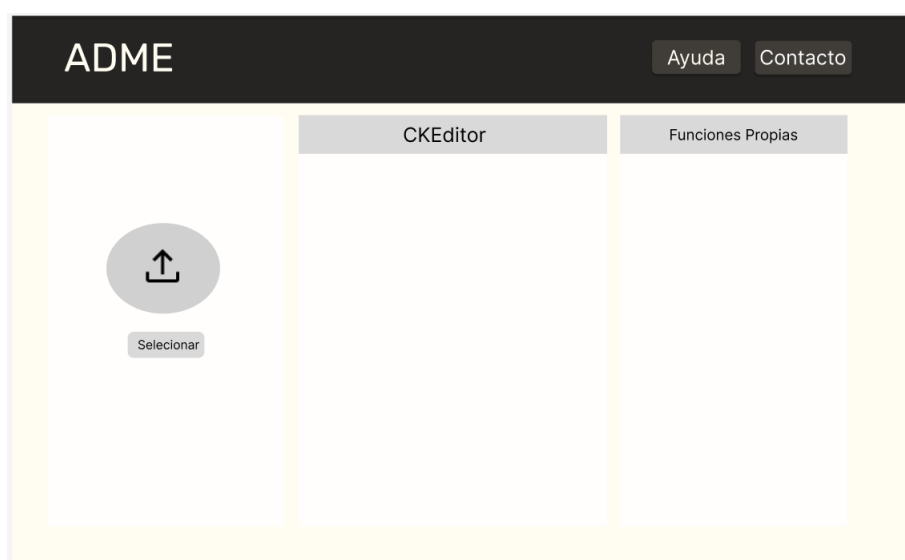 ADME
Ayuda
Contacto
CKEditor
Funciones Propias
Selecionar